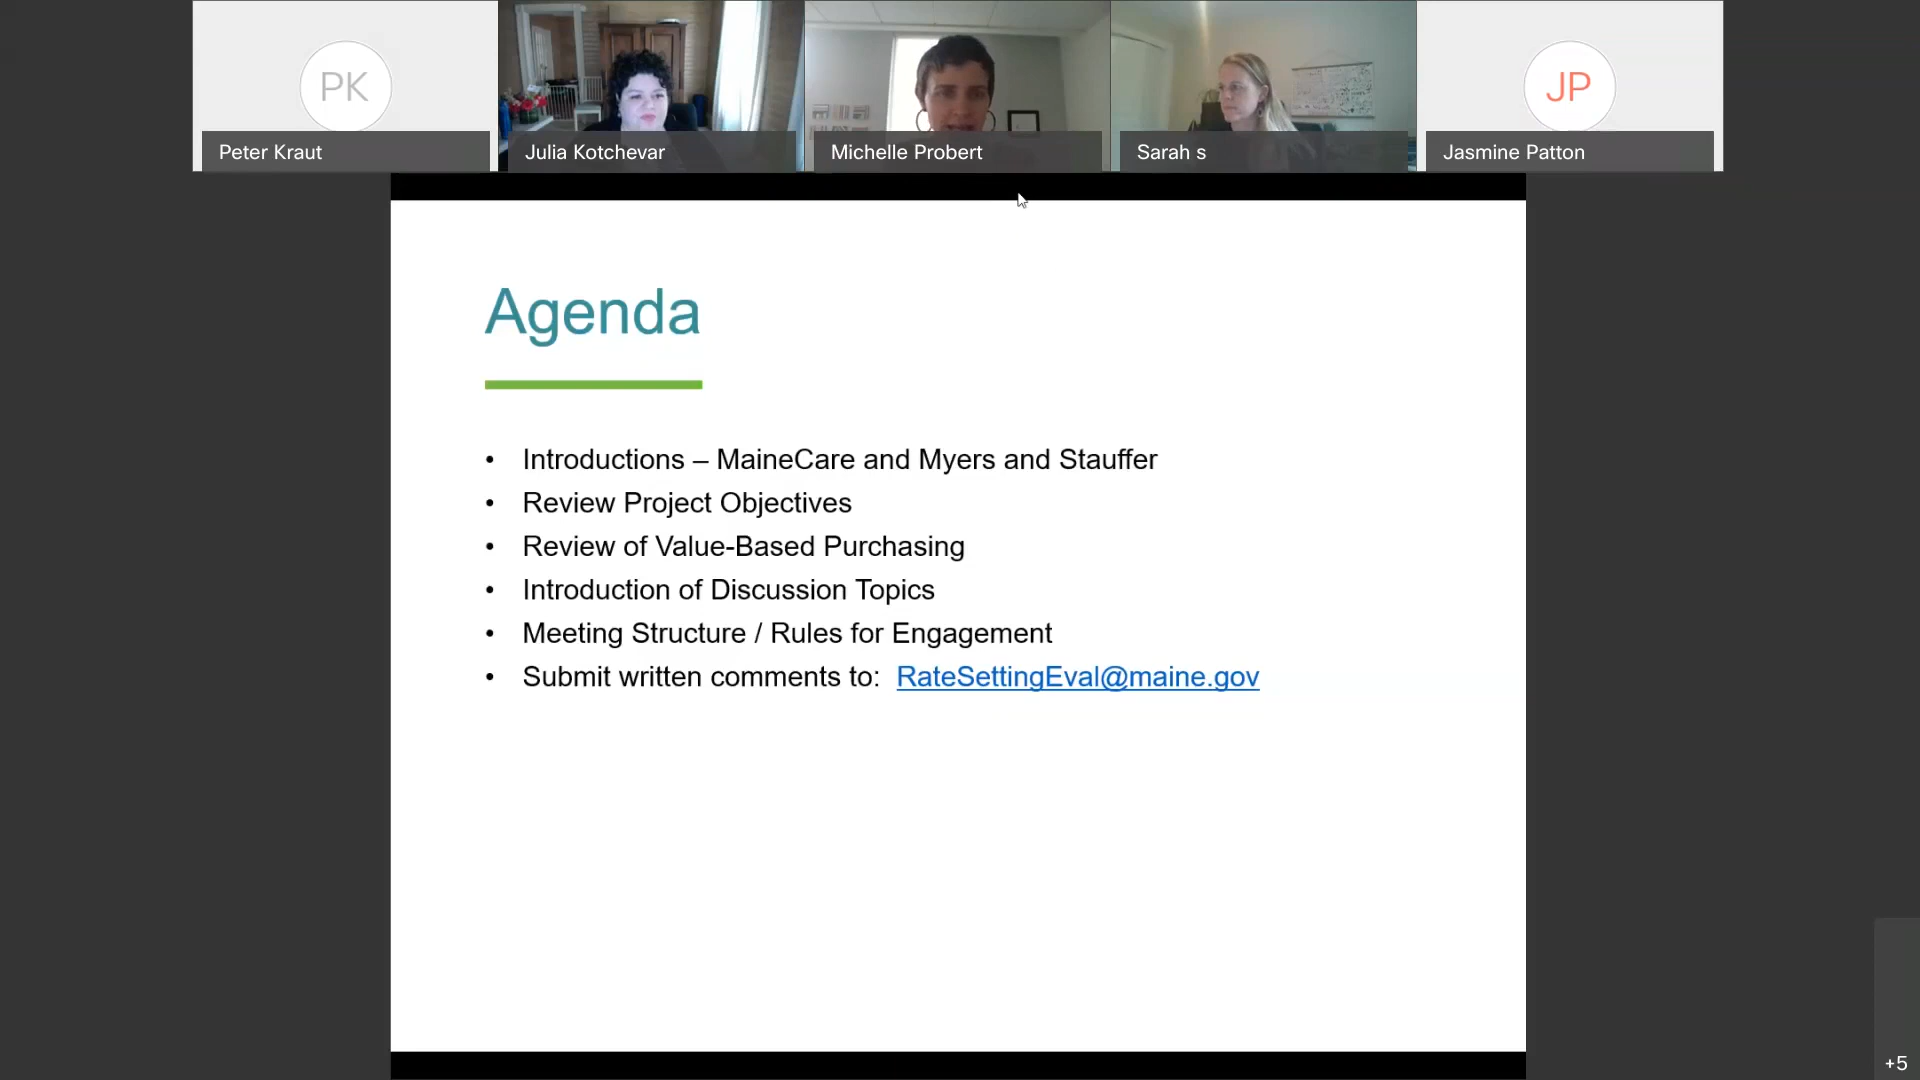 PK
JP
Peter Kraut
Julia Kotchevar
Michelle Probert
Sarah s
Jasmine Patton
Agenda
• Introductions – MaineCare and Myers and Stauffer
• Review Project Objectives
• Review of Value-Based Purchasing
• Introduction of Discussion Topics
• Meeting Structure / Rules for Engagement
• Submit written comments to: RateSettingEval@maine.gov
+5